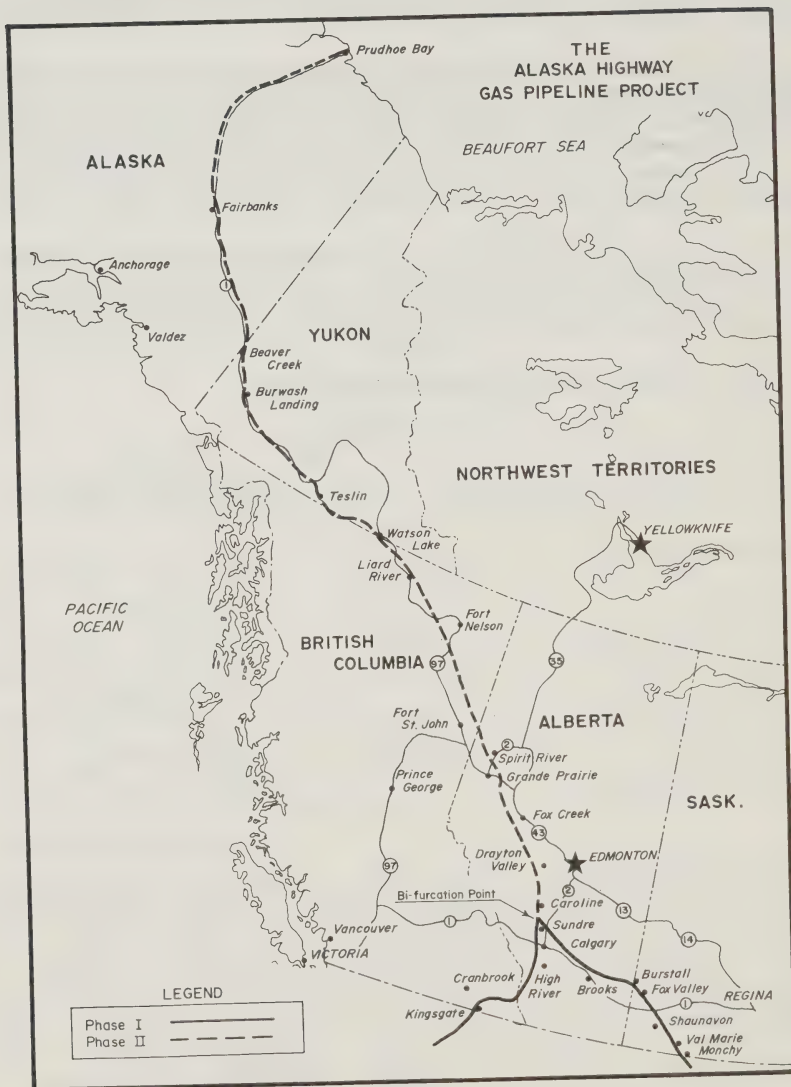 THE
ALASKA HIGHWAY
GAS PIPELINE PROJECT
Prudhoe Bay
BEAUFORT SEA
ALASKA
Fairbanks
Anchorage
1
Valdez
YUKON
Beaver
Creek
Burwash
Landing
NORTHWEST TERRITORIES
Teslin
YELLOWKNIFE
Watson
Lake
Liard
River
PACIFIC
OCEAN
Fort
Nelson
BRITISH
COLUMBIA
97
35
Fort
St. John
ALBERTA
2
Spirit River
Grande Prairie
Prince
George
SASK.
Fox Creek
43
Drayton
Valley
EDMONTON
97
2
Bi-furcation Point
Caroline
13
1
Sundre
14
Vancouver
Calgary
VICTORIA
Cranbrook
High
River
Brooks
Burstall
Fox Valley
REGINA
1
Kingsgate
Shaunavon
Val Marie
Monchy
LEGEND
Phase I
Phase II